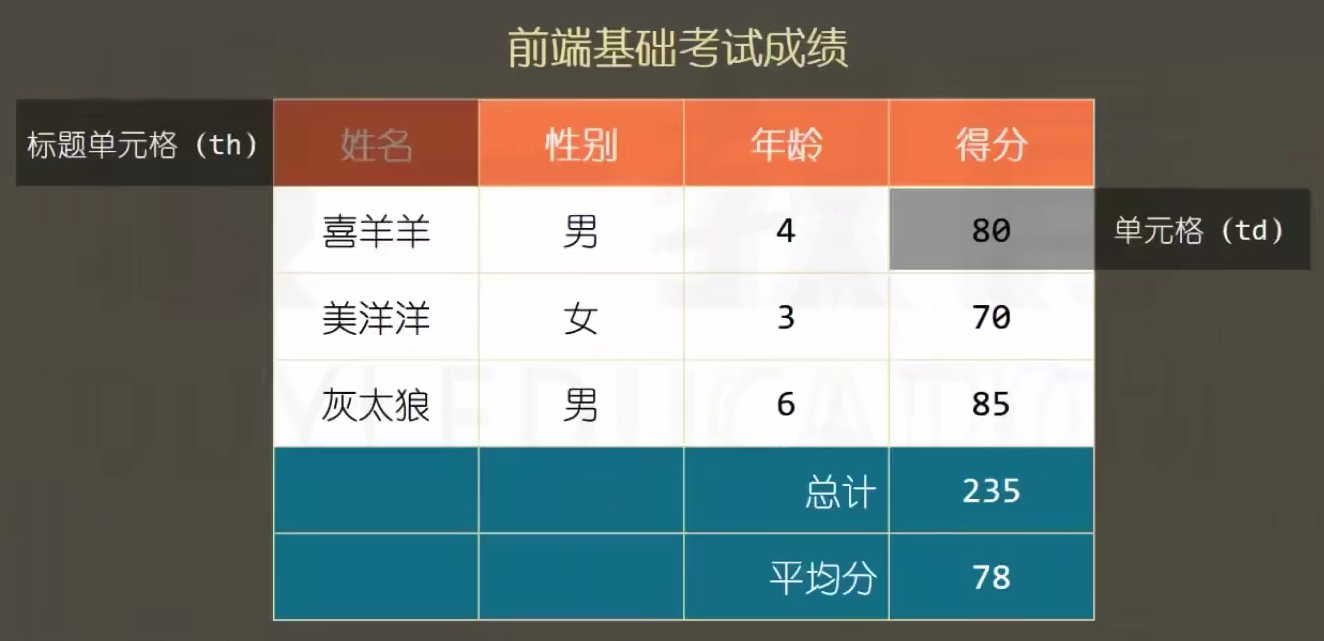 前端基础考试成绩
标题单元格 (th) 姓名 性别 年龄 得分
喜羊羊 男 4 80 单元格 (td)
美洋洋 女 3 70
灰太狼 男 6 85
总计 235
平均分 78
DUYI EDUCATION